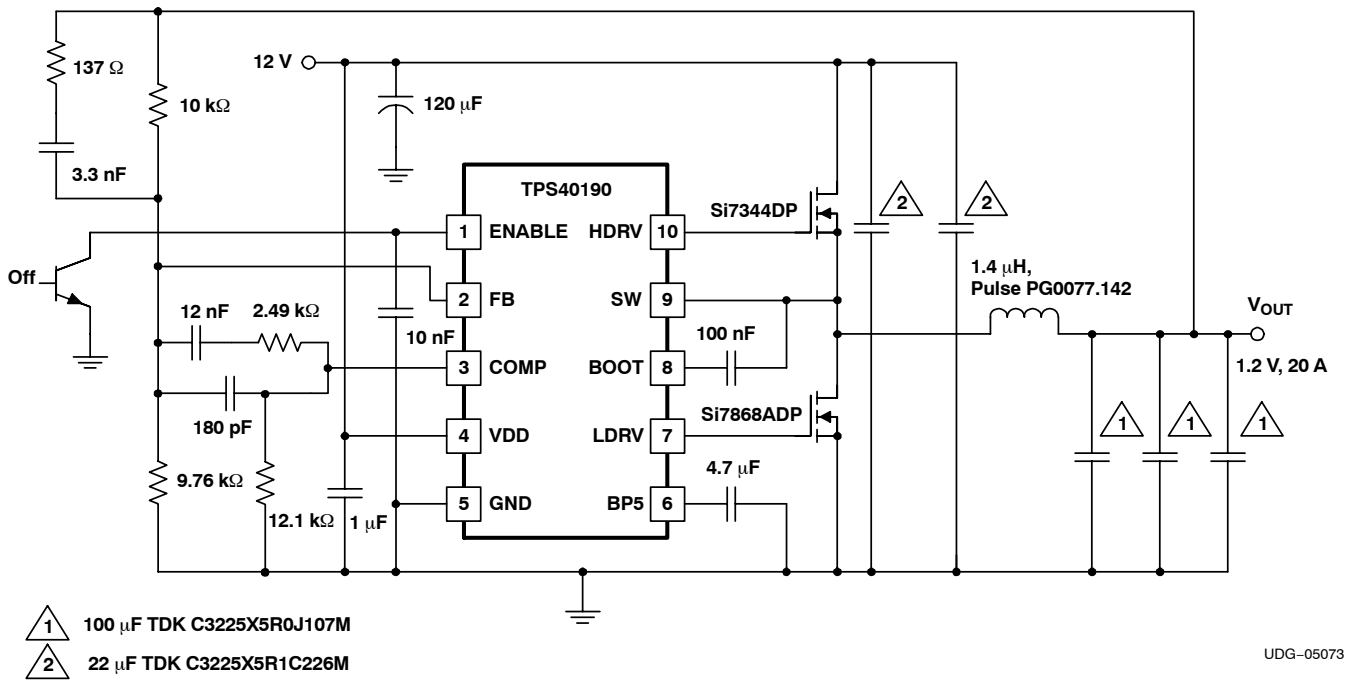 137 Ω
10 kΩ
3.3 nF
12 V
120 μF
TPS40190
1 ENABLE HDRV 10
2 FB SW 9
3 COMP BOOT 8
4 VDD LDRV 7
5 GND BP5 6
Off
12 nF 2.49 kΩ
10 nF
180 pF
9.76 kΩ
12.1 kΩ
1 μF
Si7344DP
2
2
100 nF
Si7868ADP
4.7 μF
1.4 μH,
Pulse PG0077.142
VOUT
1.2 V, 20 A
1
1
1
1 100 μF TDK C3225X5R0J107M
2 22 μF TDK C3225X5R1C226M
UDG−05073